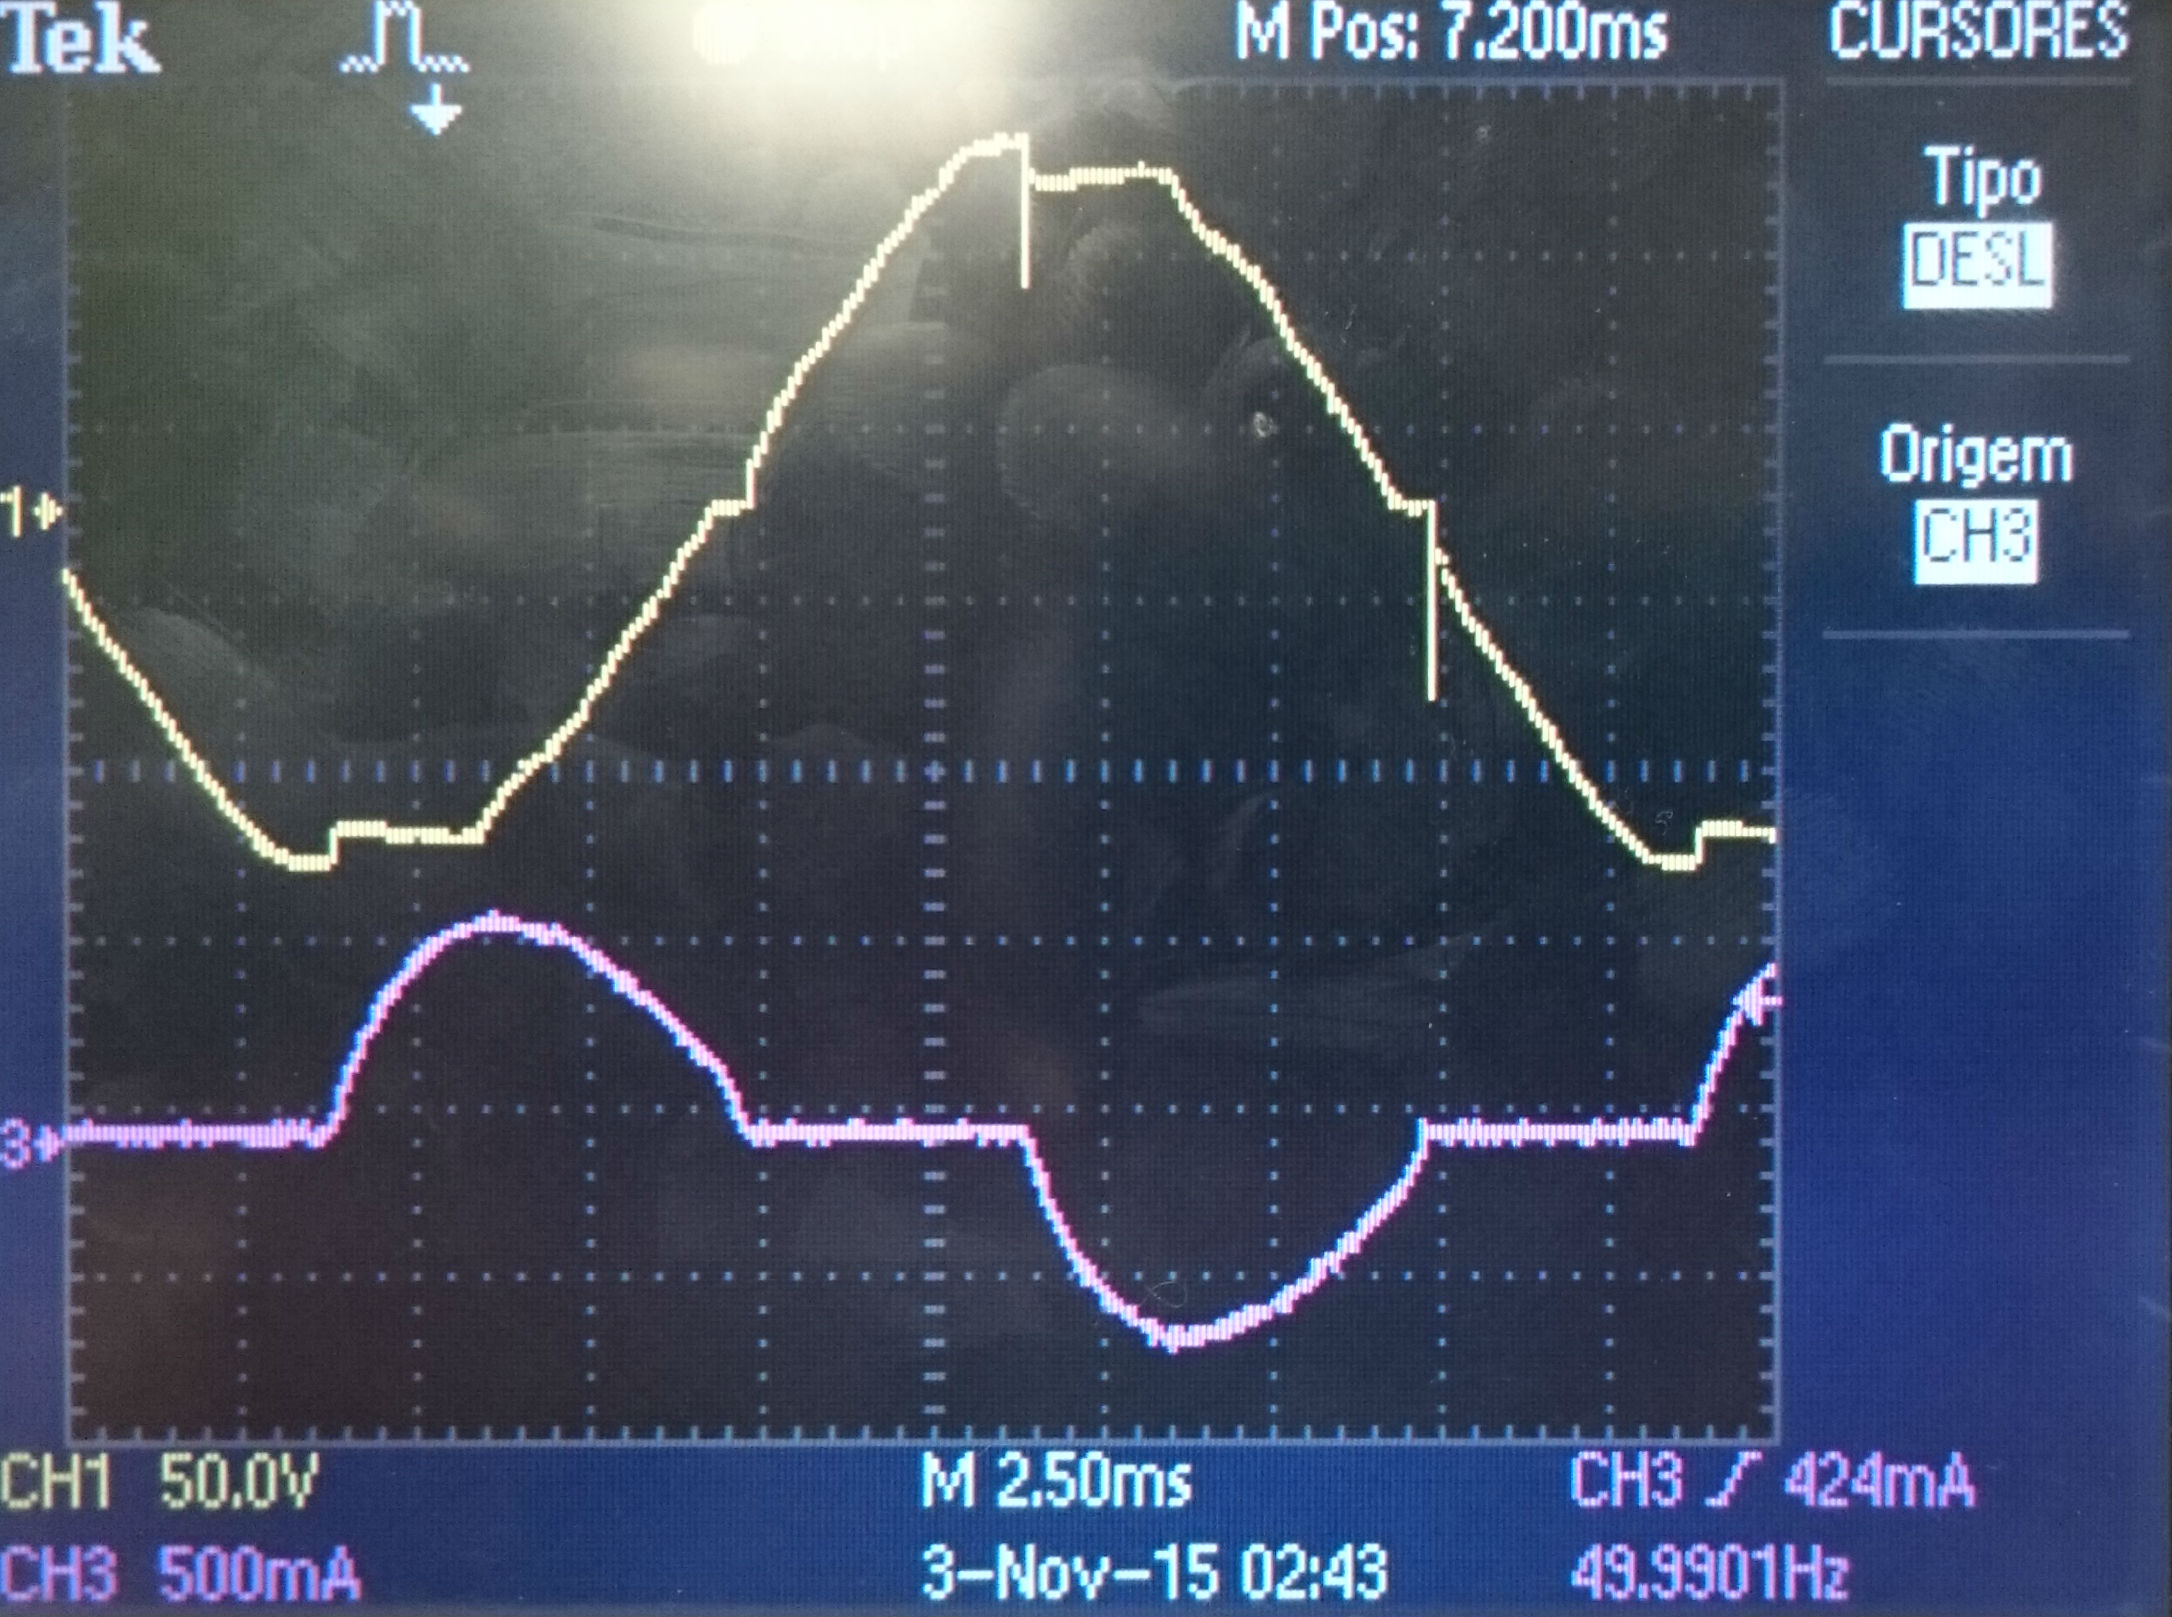 Tek
M Pos: 7.200ms
CURSORES
Tipo
DESL
Origem
CH3
1
3
CH1 50.0V
M 2.50ms
CH3 424mA
CH3 500mA
3-Nov-15 02:43
49.9901Hz